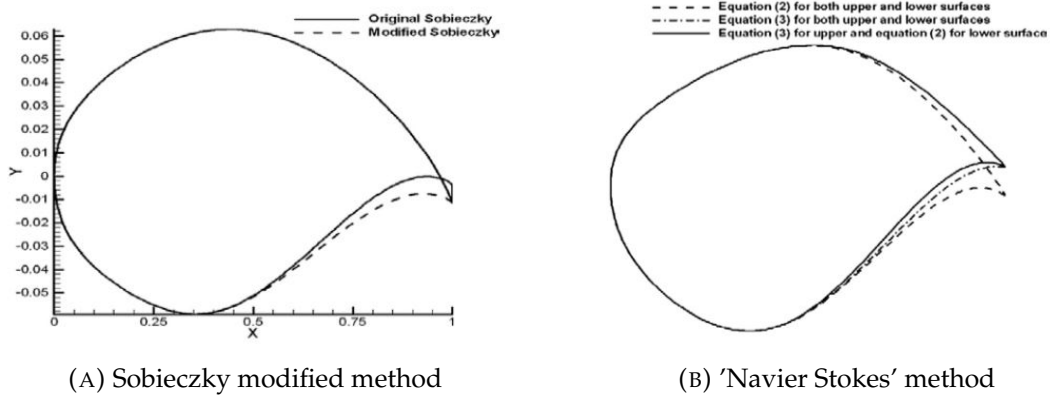 Original Sobieczky
Modified Sobieczky
0.06
0.05
0.04
0.03
0.02
0.01
0
-0.01
-0.02
-0.03
-0.04
-0.05
Y
0
0.25
0.5
0.75
1
X
(A) Sobieczky modified method
Equation (2) for both upper and lower surfaces
Equation (3) for both upper and lower surfaces
Equation (3) for upper and equation (2) for lower surface
(B) ’Navier Stokes’ method